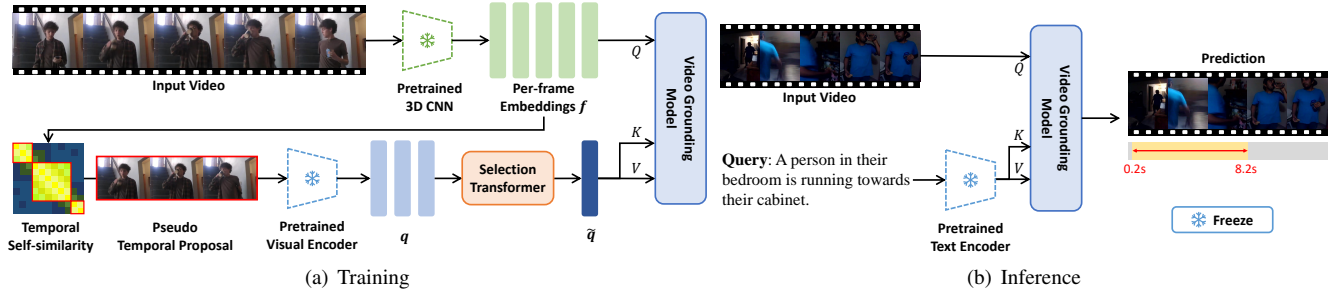 Input Video
Pretrained
3D CNN
Per-frame
Embeddings f
Q
K
V
Video Grounding
Model
Temporal
Self-similarity
Pseudo
Temporal Proposal
Pretrained
Visual Encoder
q
Selection
Transformer
q̃
(a) Training
Input Video
Q
K
V
Video Grounding
Model
Query: A person in their
bedroom is running towards
their cabinet.
Pretrained
Text Encoder
Prediction
0.2s
8.2s
Freeze
(b) Inference